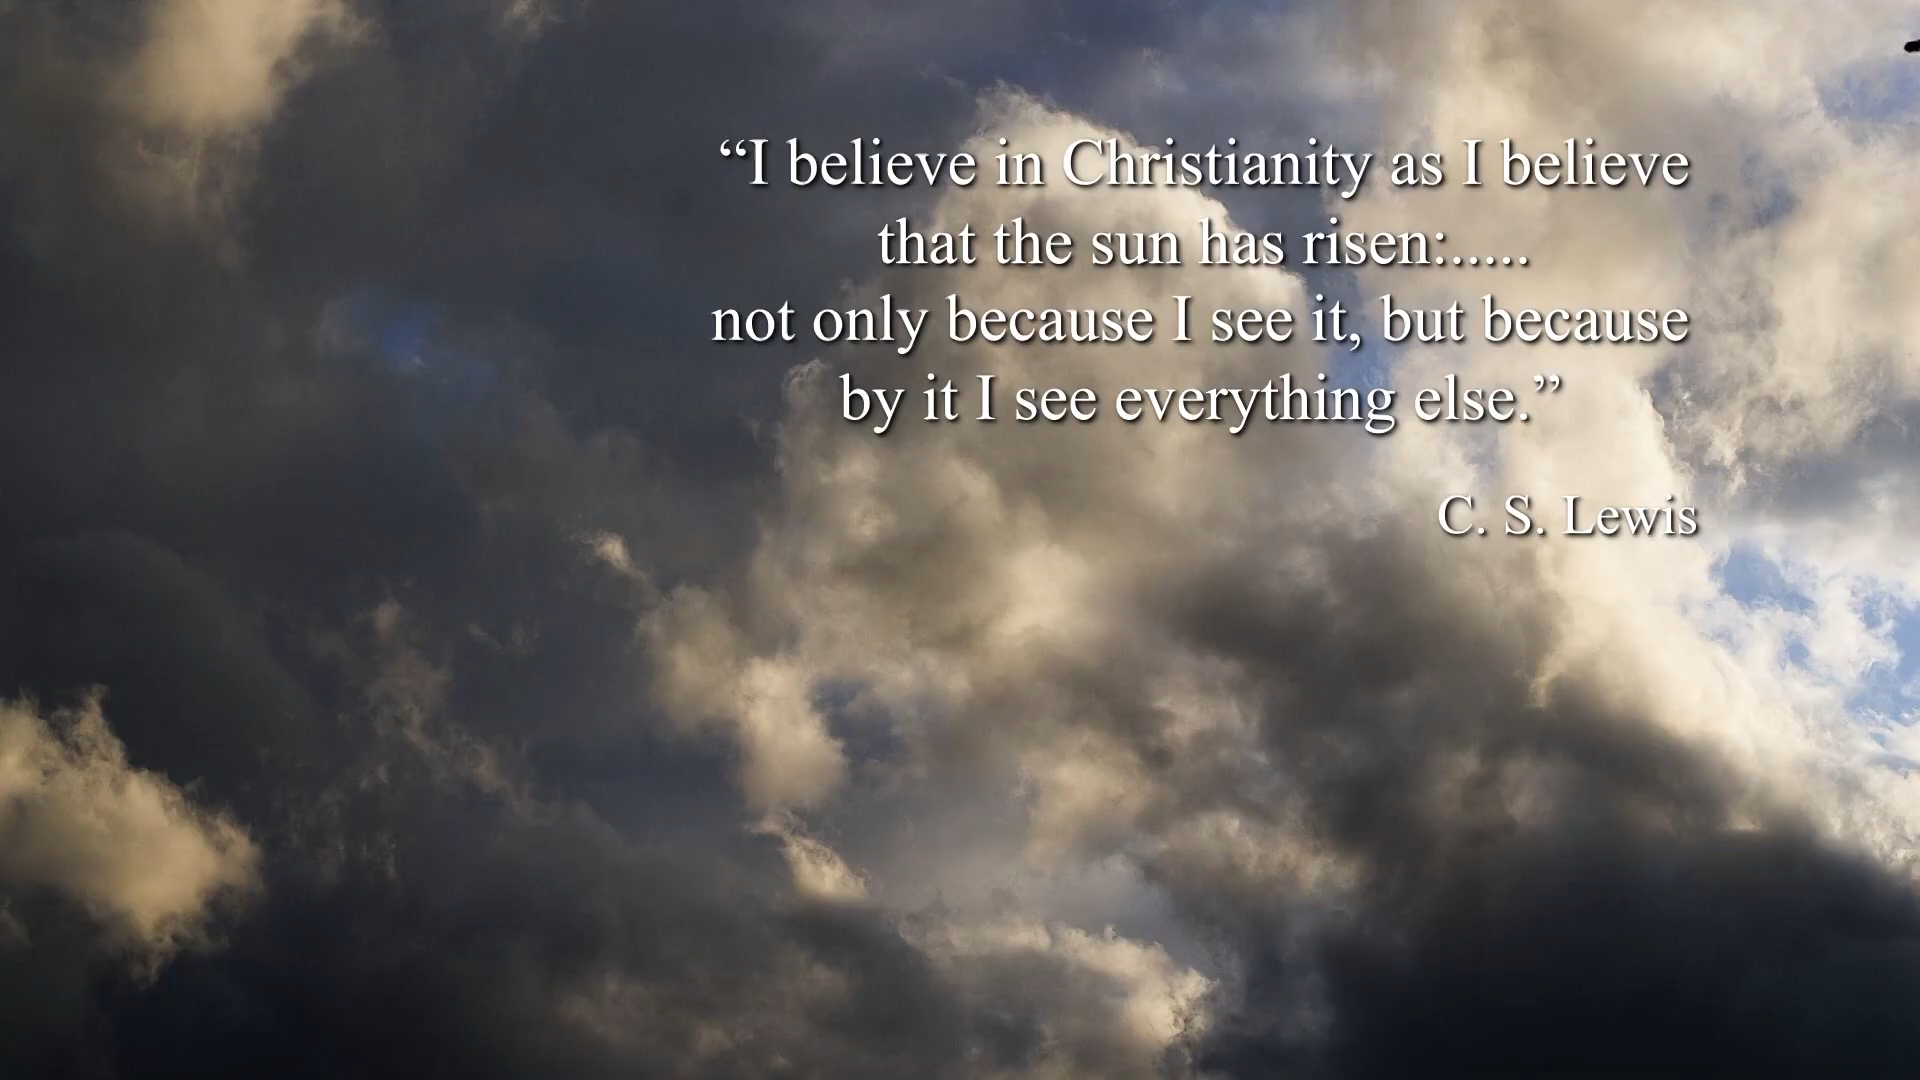 “I believe in Christianity as I believe
that the sun has risen:.....
not only because I see it, but because
by it I see everything else.”
C. S. Lewis